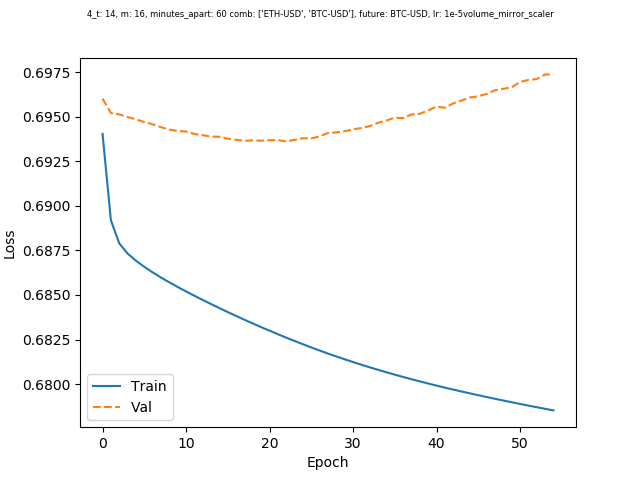 4_t: 14, m: 16, minutes_apart: 60 comb: ['ETH-USD', 'BTC-USD'], future: BTC-USD, lr: 1e-5volume_mirror_scaler
0.6975
0.6950
0.6925
0.6900
0.6875
0.6850
0.6825
0.6800
Loss
Train
Val
0 10 20 30 40 50
Epoch